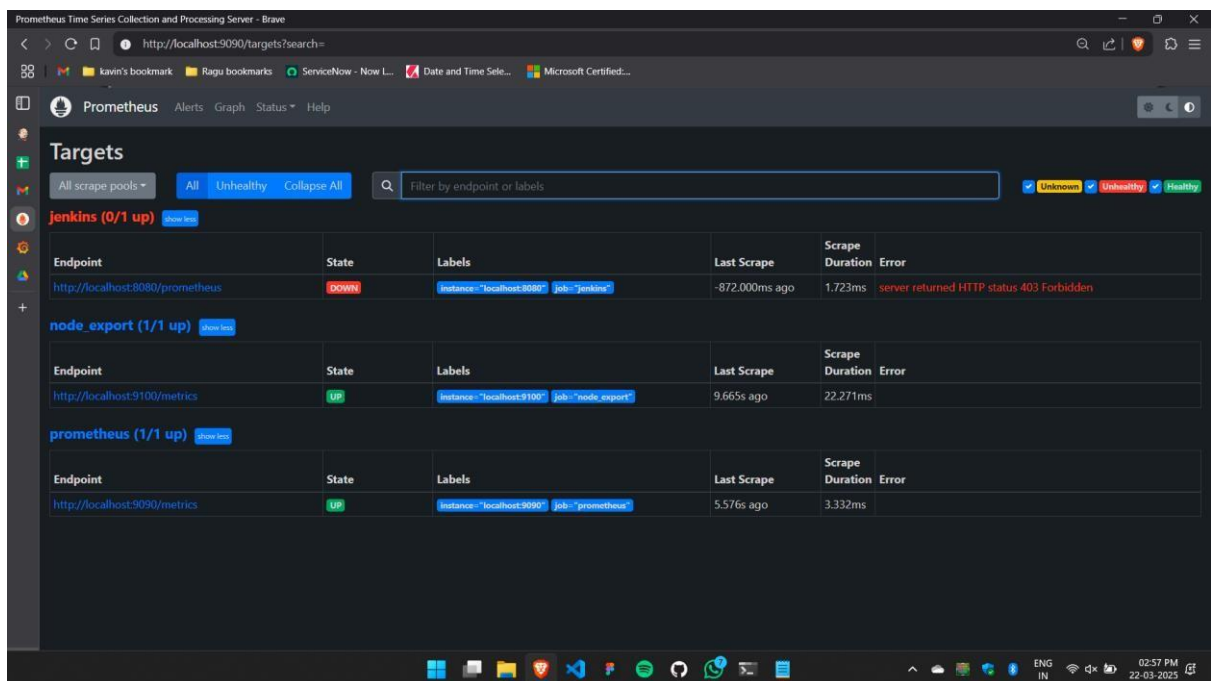 Prometheus Time Series Collection and Processing Server - Brave
http://localhost:9090/targets?search=
kavin's bookmark Ragu bookmarks ServiceNow - Now L... Date and Time Sele... Microsoft Certified:...
Prometheus Alerts Graph Status Help
Targets
All scrape pools All Unhealthy Collapse All Filter by endpoint or labels Unknown Unhealthy Healthy
jenkins (0/1 up) show less
Endpoint State Labels Last Scrape Scrape Duration Error
http://localhost:8080/prometheus DOWN instance="localhost:8080" job="jenkins" -872.000ms ago 1.723ms server returned HTTP status 403 Forbidden
node_export (1/1 up) show less
Endpoint State Labels Last Scrape Scrape Duration Error
http://localhost:9100/metrics UP instance="localhost:9100" job="node_export" 9.665s ago 22.271ms
prometheus (1/1 up) show less
Endpoint State Labels Last Scrape Scrape Duration Error
http://localhost:9090/metrics UP instance="localhost:9090" job="prometheus" 5.576s ago 3.332ms
ENG 02:57 PM
IN 22-03-2025